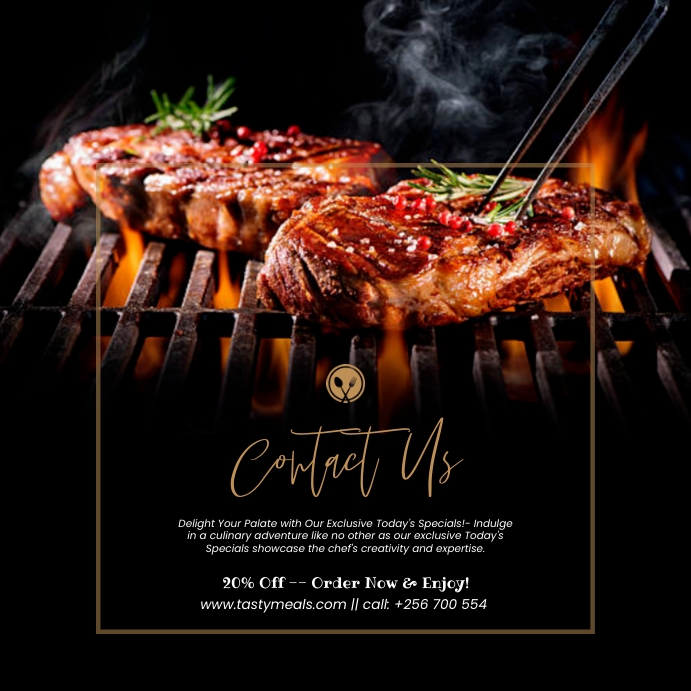 Contact Us
Delight Your Palate with Our Exclusive Today's Specials!- Indulge
in a culinary adventure like no other as our exclusive Today's
Specials showcase the chef's creativity and expertise.
20% Off -- Order Now & Enjoy!
www.tastymeals.com || call: +256 700 554